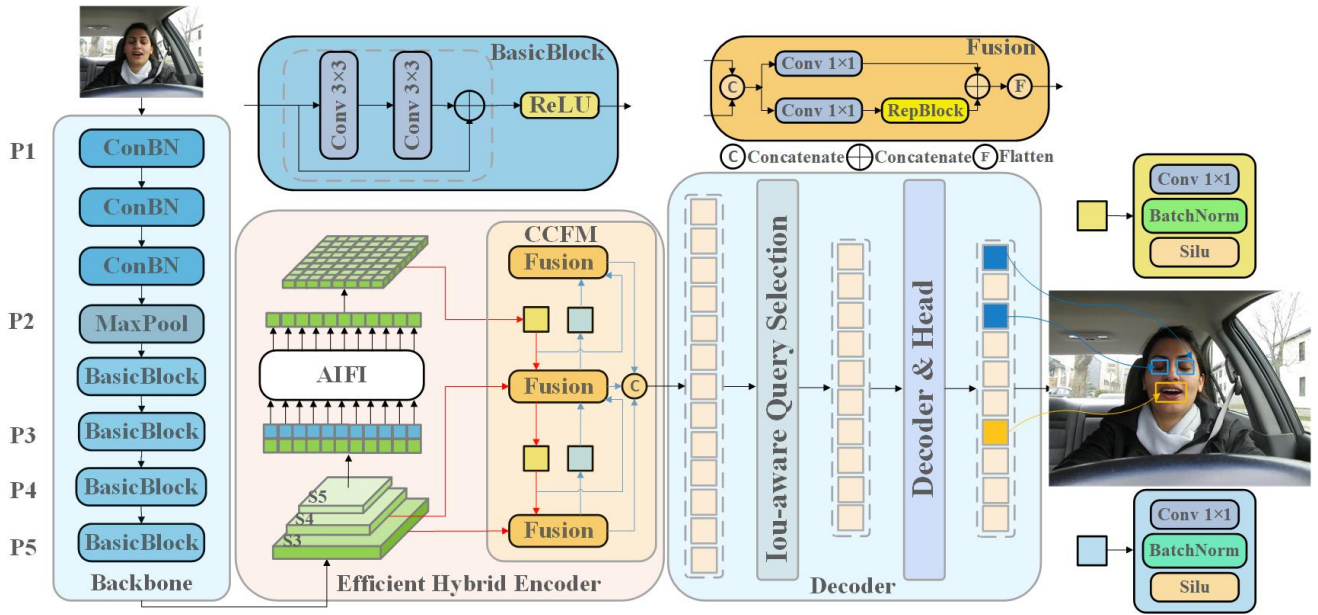 BasicBlock
Conv 3×3
Conv 3×3
ReLU
Fusion
Conv 1×1
C
F
Conv 1×1
RepBlock
C Concatenate
Concatenate
F Flatten
P1
ConBN
ConBN
ConBN
P2
MaxPool
BasicBlock
P3
BasicBlock
P4
BasicBlock
P5
BasicBlock
Backbone
CCFM
Fusion
AIFI
Fusion
C
S5
S4
S3
Fusion
Efficient Hybrid Encoder
Iou-aware Query Selection
Decoder & Head
Decoder
Conv 1×1
BatchNorm
Silu
Conv 1×1
BatchNorm
Silu